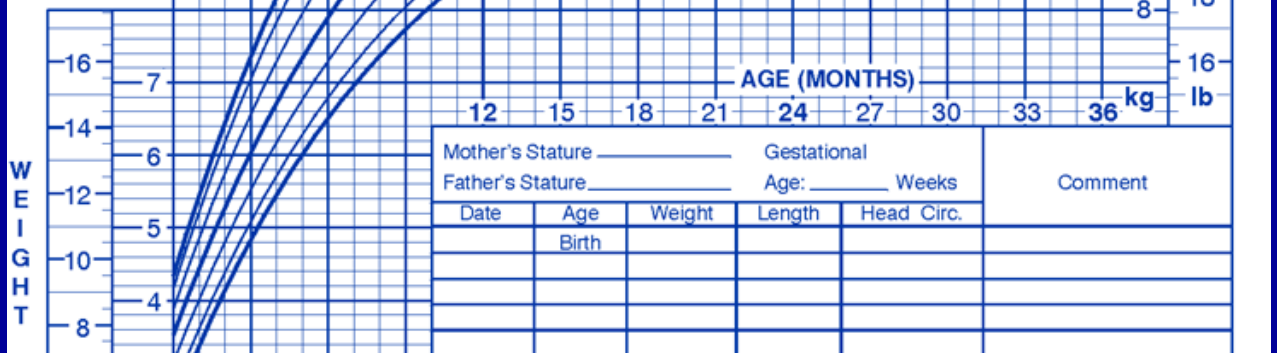 8
16
16
7
AGE (MONTHS)
kg
lb
12 15 18 21 24 27 30 33 36
14
6
Mother's Stature Gestational
Father's Stature Age: Weeks
Comment
WEIGHT
12
Date Age Weight Length Head Circ.
5
Birth
10
4
8